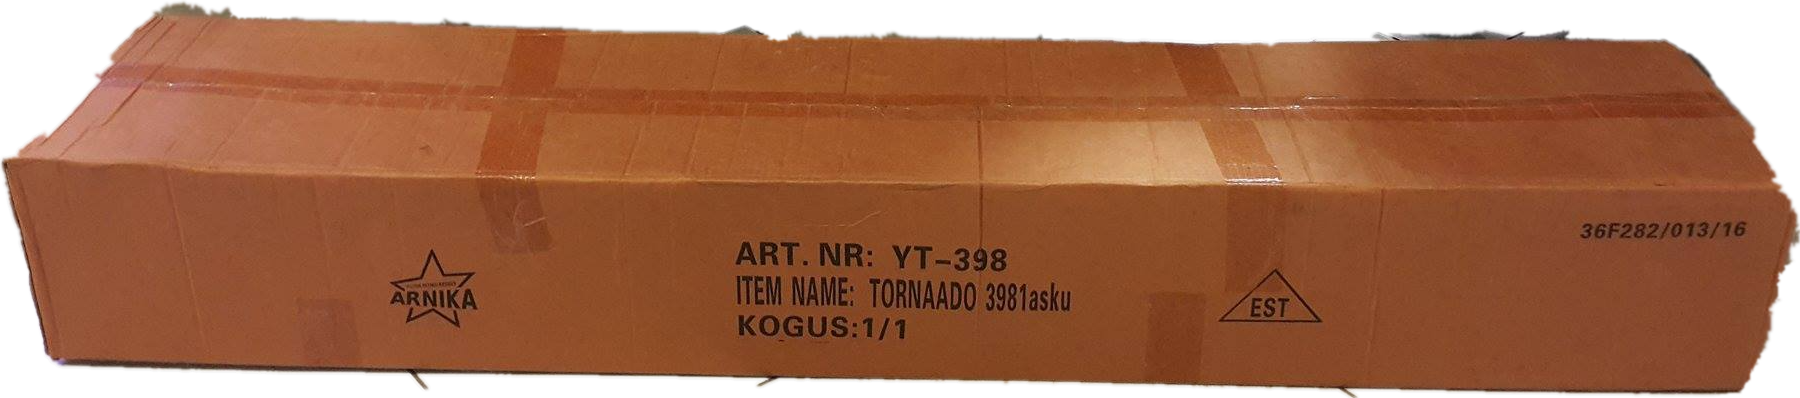 36F282/013/16
ART. NR: YT-398
ITEM NAME: TORNAADO 3981asku
KOGUS:1/1
ARNIKA
EST